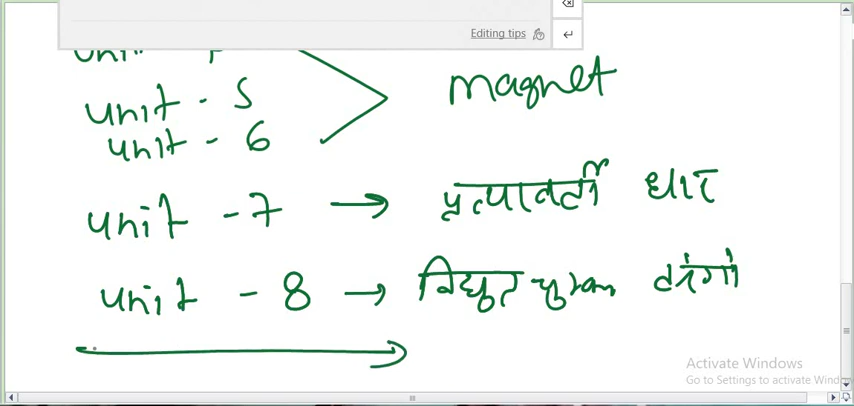 Editing tips
unit - 5
magnet
unit - 6
unit - 7 → प्रत्यावर्ती धारा
unit - 8 → विधुत चुम्बक तरंगों
Activate Windows
Go to Settings to activate Wind